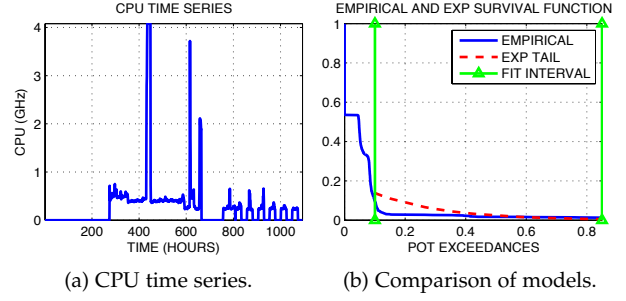 CPU TIME SERIES
4
3
2
1
0
CPU (GHz)
200 400 600 800 1000
TIME (HOURS)
(a) CPU time series.
EMPIRICAL AND EXP SURVIVAL FUNCTION
1
0.8
0.6
0.4
0.2
0
EMPIRICAL
EXP TAIL
FIT INTERVAL
0 0.2 0.4 0.6 0.8
POT EXCEEDANCES
(b) Comparison of models.